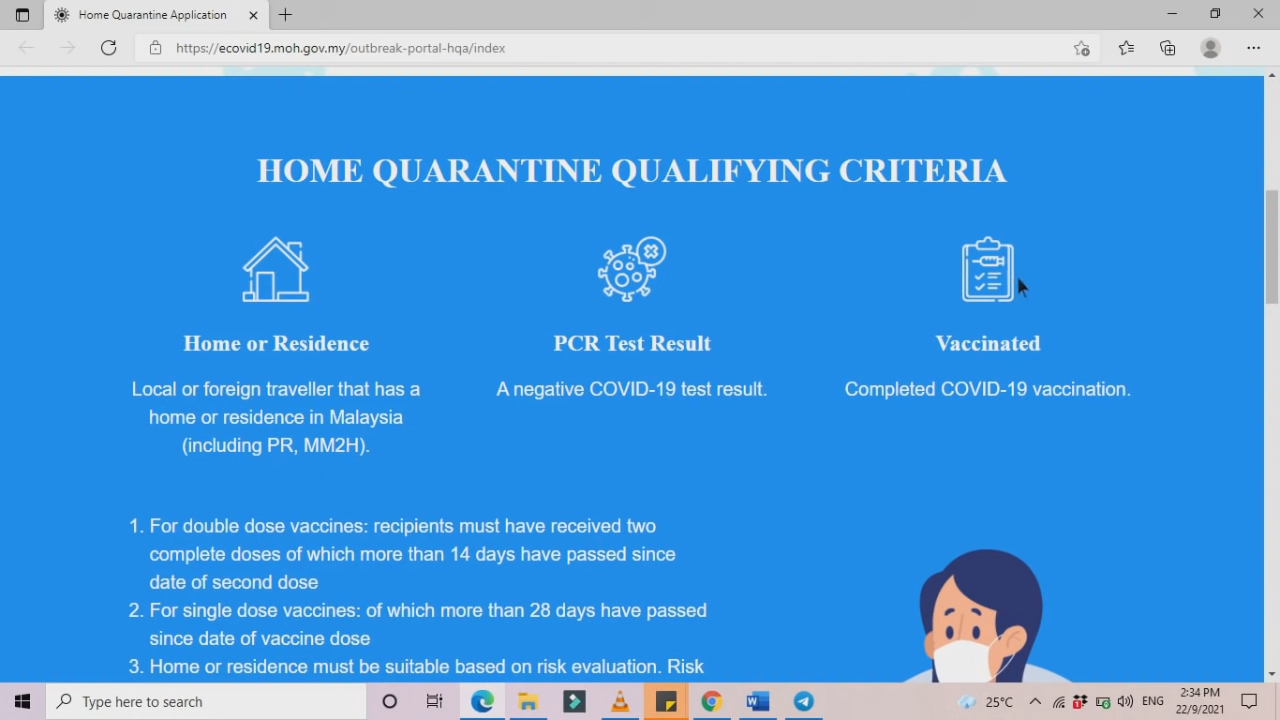 Home Quarantine Application
https://ecovid19.moh.gov.my/outbreak-portal-hqa/index
HOME QUARANTINE QUALIFYING CRITERIA
Home or Residence
Local or foreign traveller that has a
home or residence in Malaysia
(including PR, MM2H).
PCR Test Result
A negative COVID-19 test result.
Vaccinated
Completed COVID-19 vaccination.
1. For double dose vaccines: recipients must have received two
complete doses of which more than 14 days have passed since
date of second dose
2. For single dose vaccines: of which more than 28 days have passed
since date of vaccine dose
3. Home or residence must be suitable based on risk evaluation. Risk
Type here to search
25°C
ENG
2:34 PM
22/9/2021